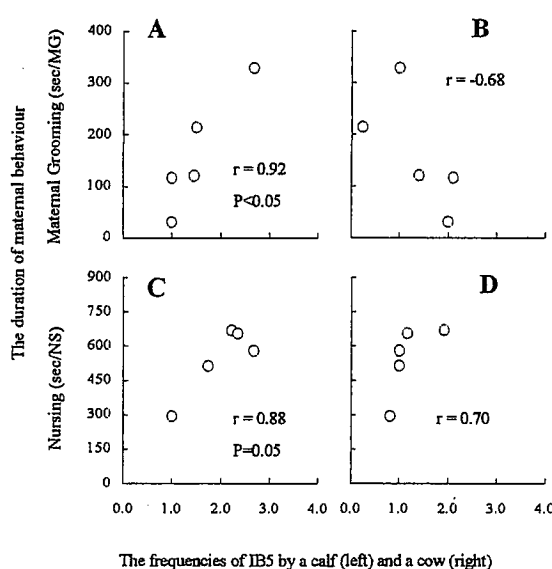 A
B
400
300
200
100
0
r = 0.92
P<0.05
r = -0.68
Maternal Grooming (sec/MG)
The duration of maternal behaviour
C
D
900
750
600
450
300
150
0
r = 0.88
P=0.05
r = 0.70
Nursing (sec/NS)
0.0 1.0 2.0 3.0 4.0 0.0 1.0 2.0 3.0 4.0
The frequencies of IB5 by a calf (left) and a cow (right)